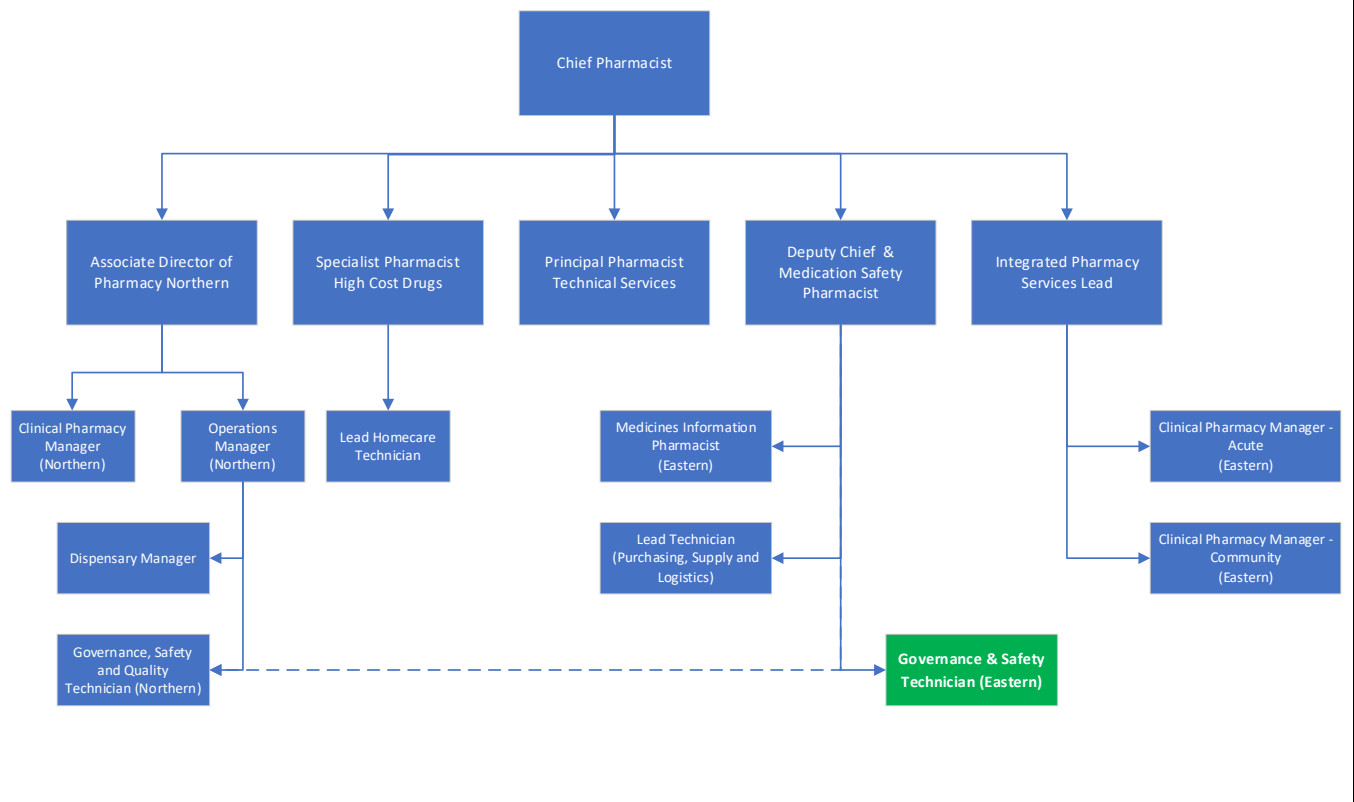 Chief Pharmacist
Associate Director of
Pharmacy Northern
Specialist Pharmacist
High Cost Drugs
Principal Pharmacist
Technical Services
Deputy Chief &
Medication Safety
Pharmacist
Integrated Pharmacy
Services Lead
Clinical Pharmacy
Manager
(Northern)
Operations
Manager
(Northern)
Lead Homecare
Technician
Medicines Information
Pharmacist
(Eastern)
Clinical Pharmacy Manager -
Acute
(Eastern)
Dispensary Manager
Lead Technician
(Purchasing, Supply and
Logistics)
Clinical Pharmacy Manager -
Community
(Eastern)
Governance, Safety
and Quality
Technician (Northern)
Governance & Safety
Technician (Eastern)